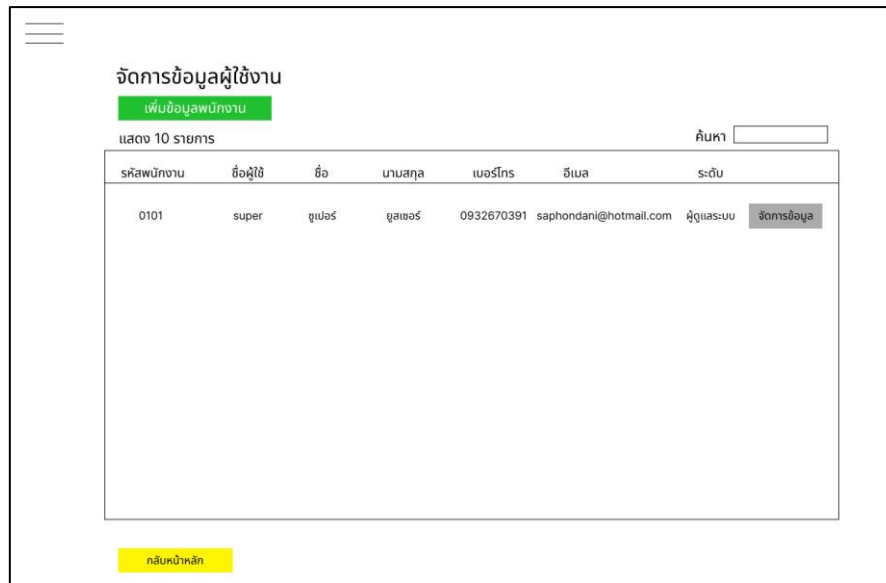 จัดการข้อมูลผู้ใช้งาน
เพิ่มข้อมูลพนักงาน
แสดง 10 รายการ ค้นหา
รหัสพนักงาน ชื่อผู้ใช้ ชื่อ นามสกุล เบอร์โทร อีเมล ระดับ
0101 super ซูเปอร์ ยูสเซอร์ 0932670391 saphondani@hotmail.com ผู้ดูแลระบบ จัดการข้อมูล
กลับหน้าหลัก